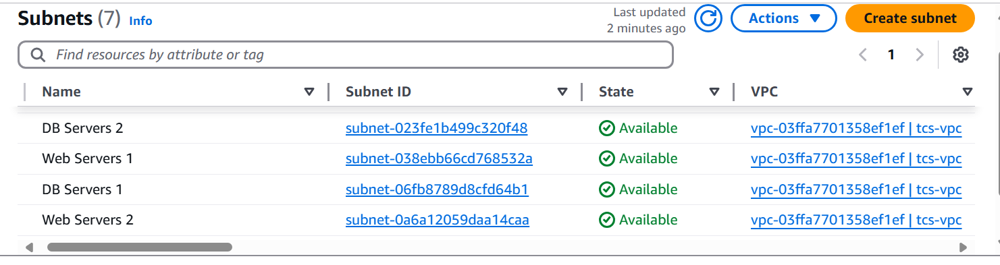 Subnets (7) Info
Last updated
2 minutes ago
Actions
Create subnet
Find resources by attribute or tag
1
Name Subnet ID State VPC
DB Servers 2 subnet-023fe1b499c320f48 Available vpc-03ffa7701358ef1ef | tcs-vpc
Web Servers 1 subnet-038ebb66cd768532a Available vpc-03ffa7701358ef1ef | tcs-vpc
DB Servers 1 subnet-06fb8789d8cfd64b1 Available vpc-03ffa7701358ef1ef | tcs-vpc
Web Servers 2 subnet-0a6a12059daa14caa Available vpc-03ffa7701358ef1ef | tcs-vpc